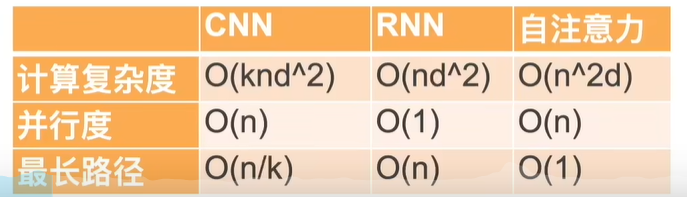 CNN RNN 自注意力
计算复杂度 O(knd^2) O(nd^2) O(n^2d)
并行度 O(n) O(1) O(n)
最长路径 O(n/k) O(n) O(1)